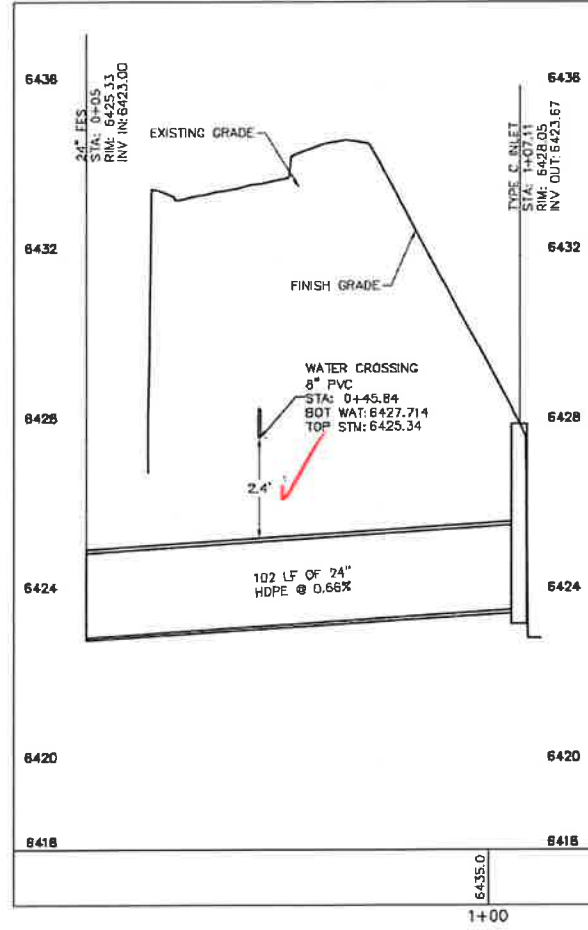 6436
6436
24" FES
STA: 0+05
RIM: 6425.33
INV IN: 6423.00
EXISTING GRADE
TYPE C INLET
STA: 1+07.11
RIM: 6428.05
INV OUT: 6423.67
6432
6432
FINISH GRADE
WATER CROSSING
8" PVC
STA: 0+45.84
BOT WAT: 6427.714
TOP STM: 6425.34
6428
6428
2.4'
102 LF OF 24"
HDPE @ 0.66%
6424
6424
6420
6420
6418
6418
6435.0
1+00